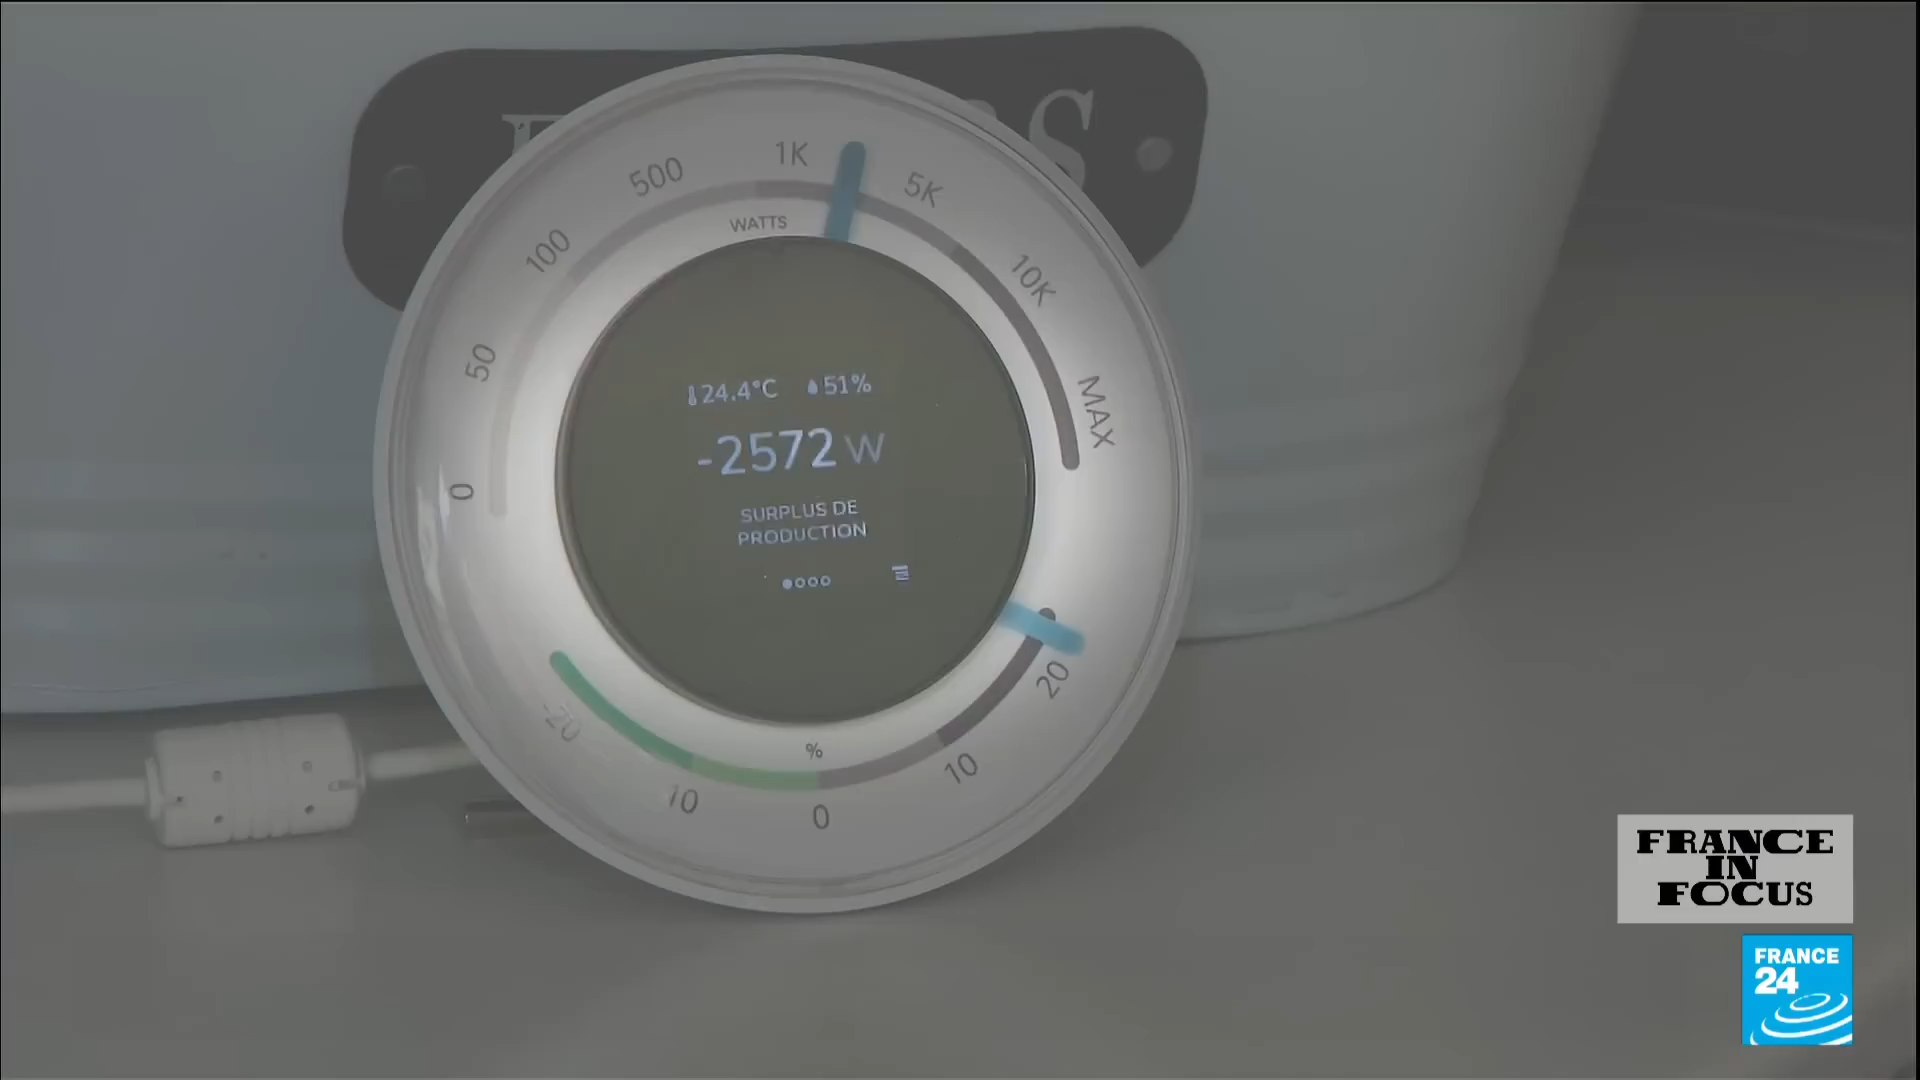 500
1K
5K
100
WATTS
10K
50
MAX
24.4°C 51%
-2572 W
0
SURPLUS DE
PRODUCTION
-20
20
%
10
10
0
FRANCE
IN
FOCUS
FRANCE
24